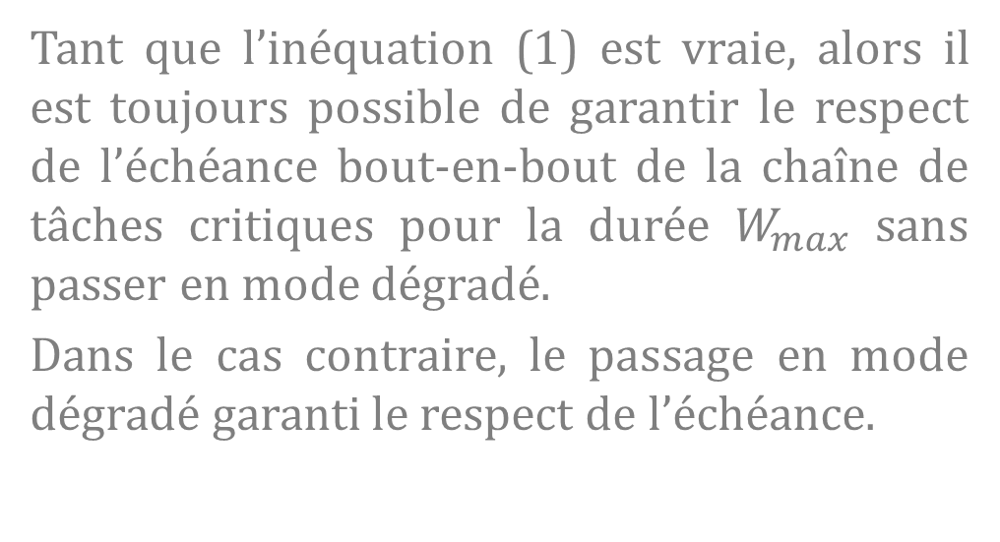 Tant que l’inéquation (1) est vraie, alors il
est toujours possible de garantir le respect
de l’échéance bout-en-bout de la chaîne de
tâches critiques pour la durée W_max sans
passer en mode dégradé.
Dans le cas contraire, le passage en mode
dégradé garanti le respect de l’échéance.